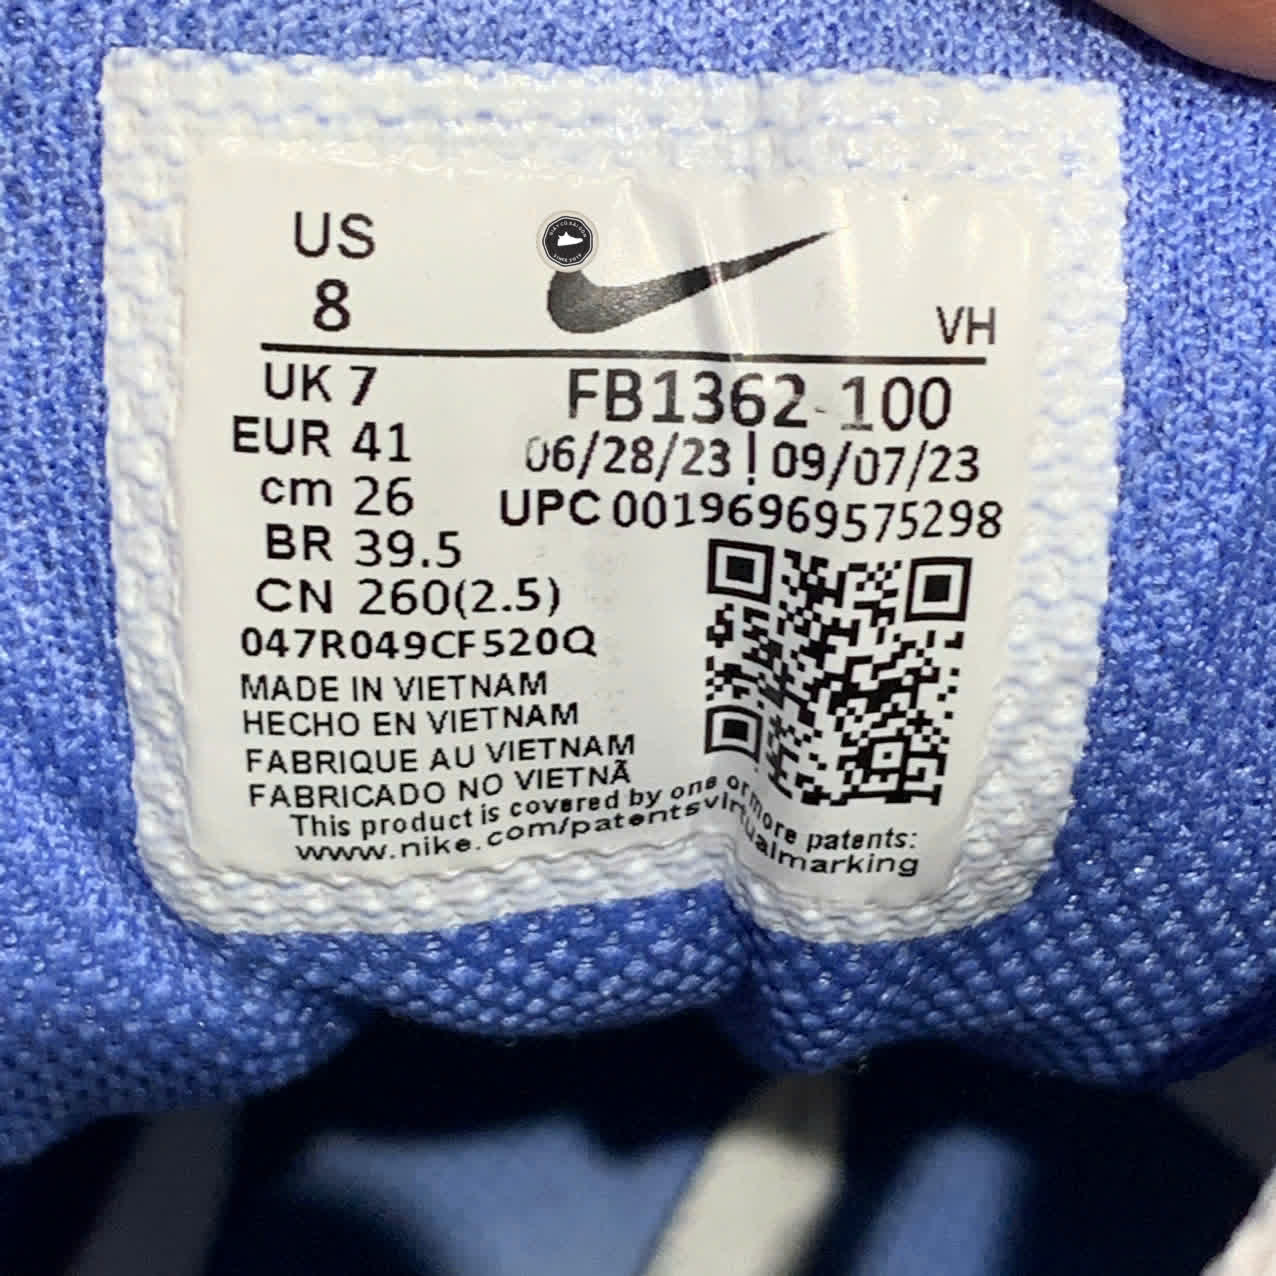 US
8
VH
UK 7
FB1362-100
EUR 41
06/28/23 | 09/07/23
cm 26
UPC 00196969575298
BR 39.5
CN 260(2.5)
047R049CF520Q
MADE IN VIETNAM
HECHO EN VIETNAM
FABRIQUE AU VIETNAM
FABRICADO NO VIETNÃ
This product is covered by one or more patents:
www.nike.com/patentsvirtualmarking